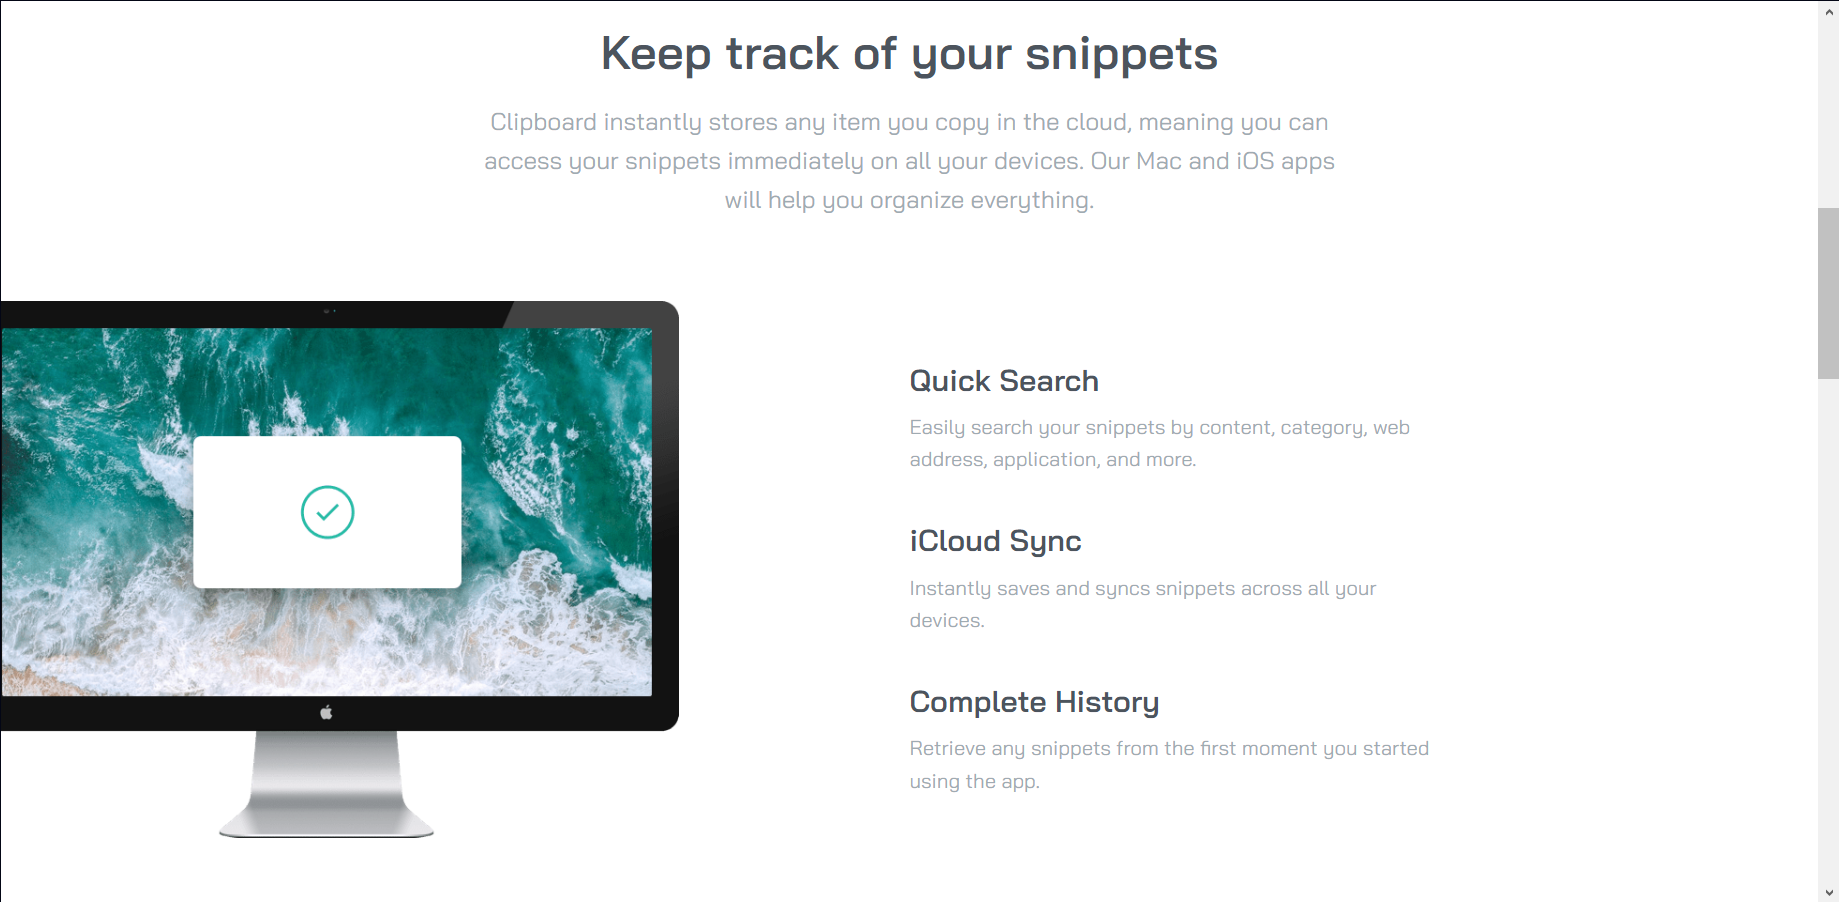 Keep track of your snippets
Clipboard instantly stores any item you copy in the cloud, meaning you can
access your snippets immediately on all your devices. Our Mac and iOS apps
will help you organize everything.
Quick Search
Easily search your snippets by content, category, web
address, application, and more.
iCloud Sync
Instantly saves and syncs snippets across all your
devices.
Complete History
Retrieve any snippets from the first moment you started
using the app.